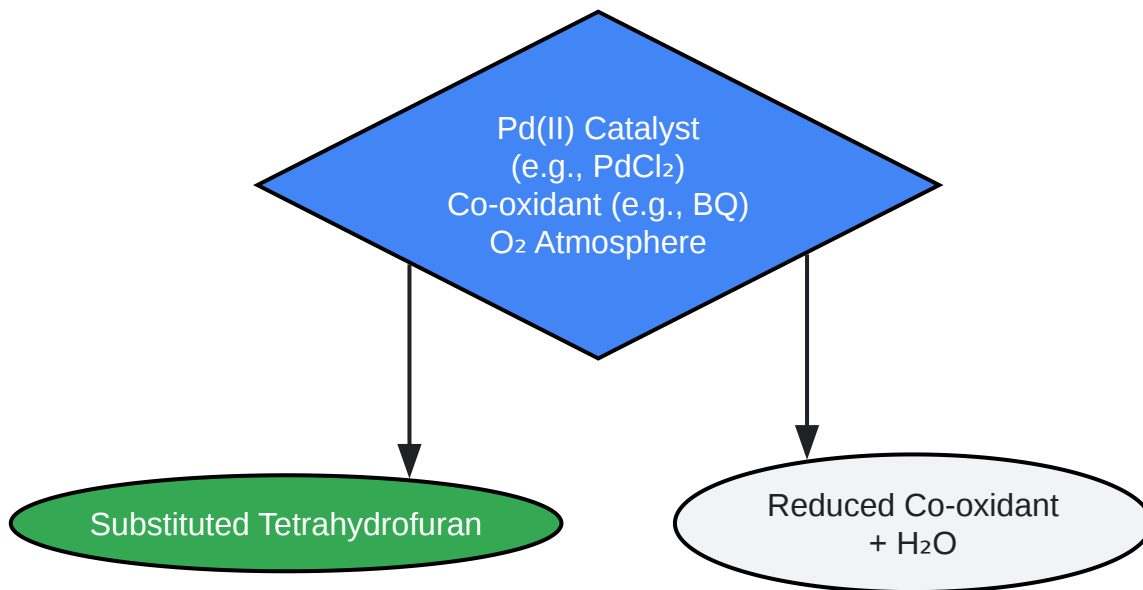 Pd(II) Catalyst
(e.g., PdCl₂)
Co-oxidant (e.g., BQ)
O₂ Atmosphere
Substituted Tetrahydrofuran
Reduced Co-oxidant
+ H₂O